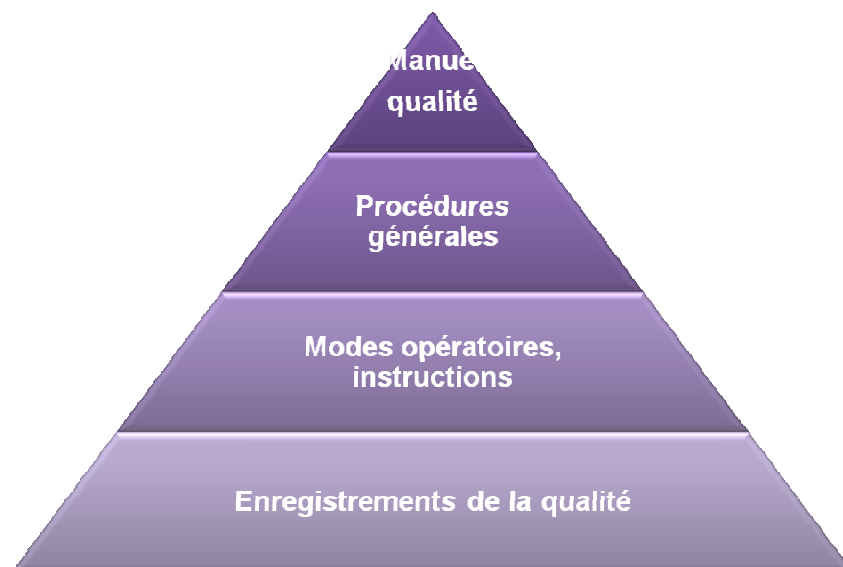 Manue
qualité
Procédures
générales
Modes opératoires,
instructions
Enregistrements de la qualité